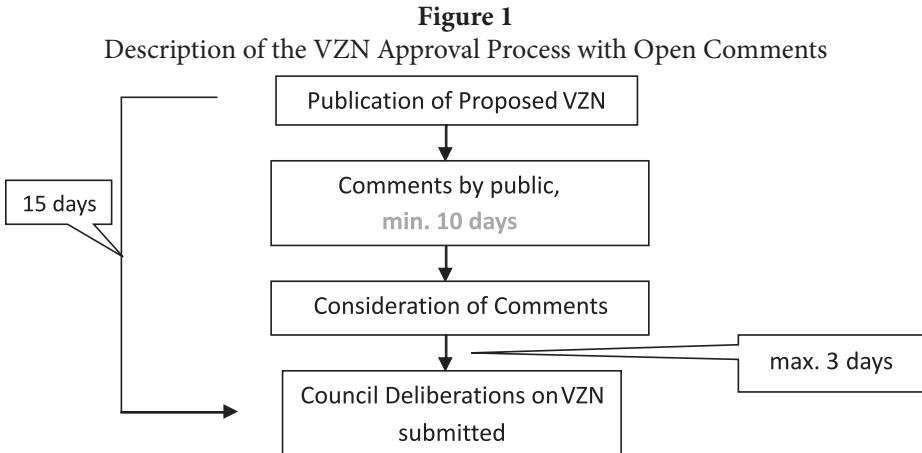 Figure 1
Description of the VZN Approval Process with Open Comments
Publication of Proposed VZN
Comments by public,
min. 10 days
15 days
Consideration of Comments
max. 3 days
Council Deliberations on VZN
submitted